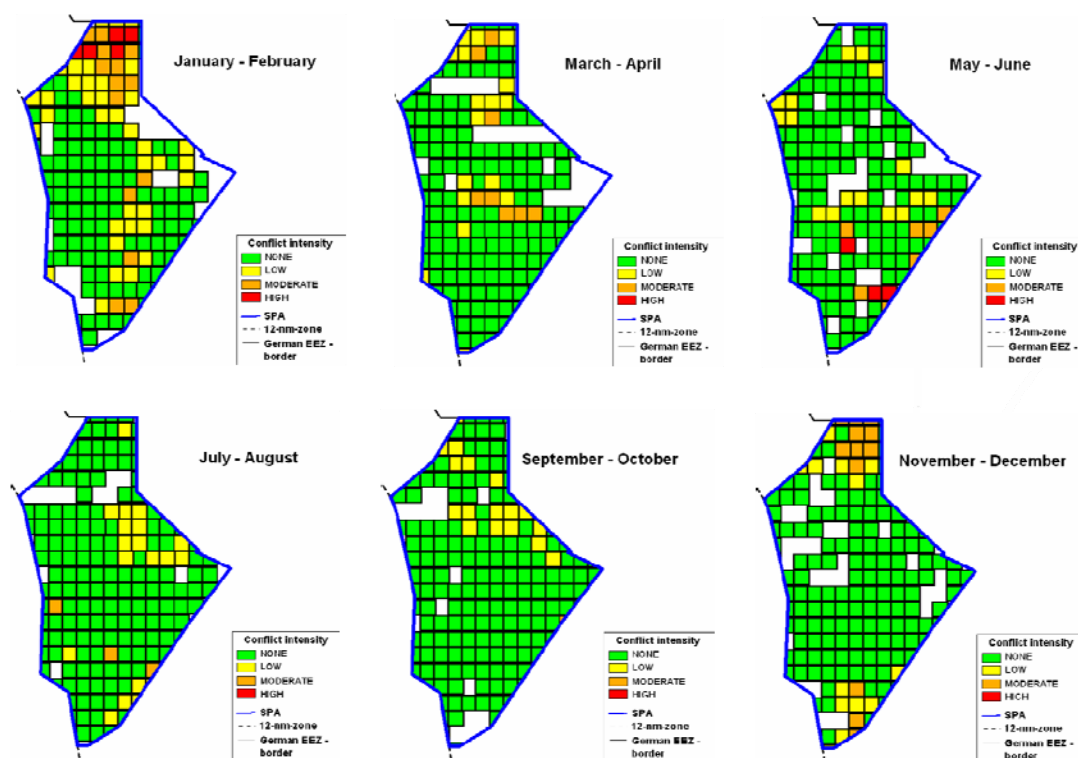 January - February
Conflict intensity
NONE
LOW
MODERATE
HIGH
SPA
12-nm-zone
German EEZ -
border
March - April
Conflict intensity
NONE
LOW
MODERATE
HIGH
SPA
12-nm-zone
German EEZ -
border
May - June
Conflict intensity
NONE
LOW
MODERATE
HIGH
SPA
12-nm-zone
German EEZ -
border
July - August
Conflict intensity
NONE
LOW
MODERATE
HIGH
SPA
12-nm-zone
German EEZ -
border
September - October
Conflict intensity
NONE
LOW
MODERATE
HIGH
SPA
12-nm-zone
German EEZ -
border
November - December
Conflict intensity
NONE
LOW
MODERATE
HIGH
SPA
12-nm-zone
German EEZ -
border